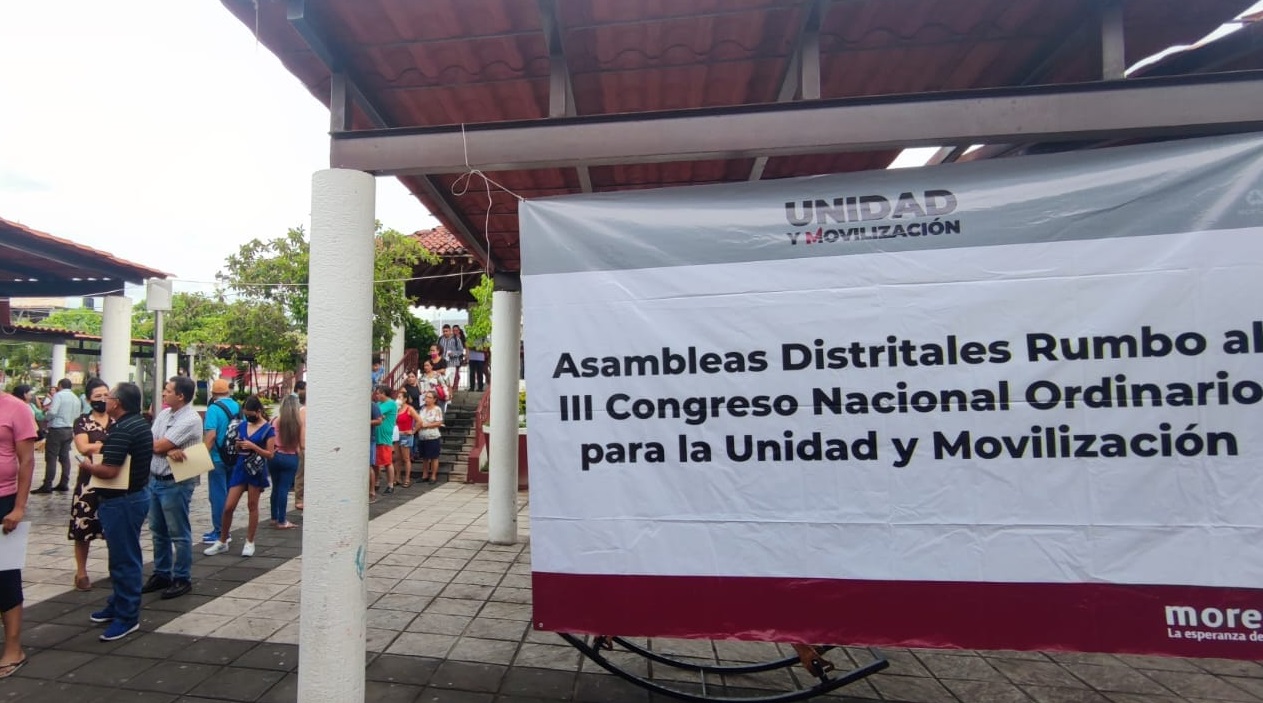 UNIDAD
Y MOVILIZACIÓN
Asambleas Distritales Rumbo al
III Congreso Nacional Ordinario
para la Unidad y Movilización
more
La esperanza de